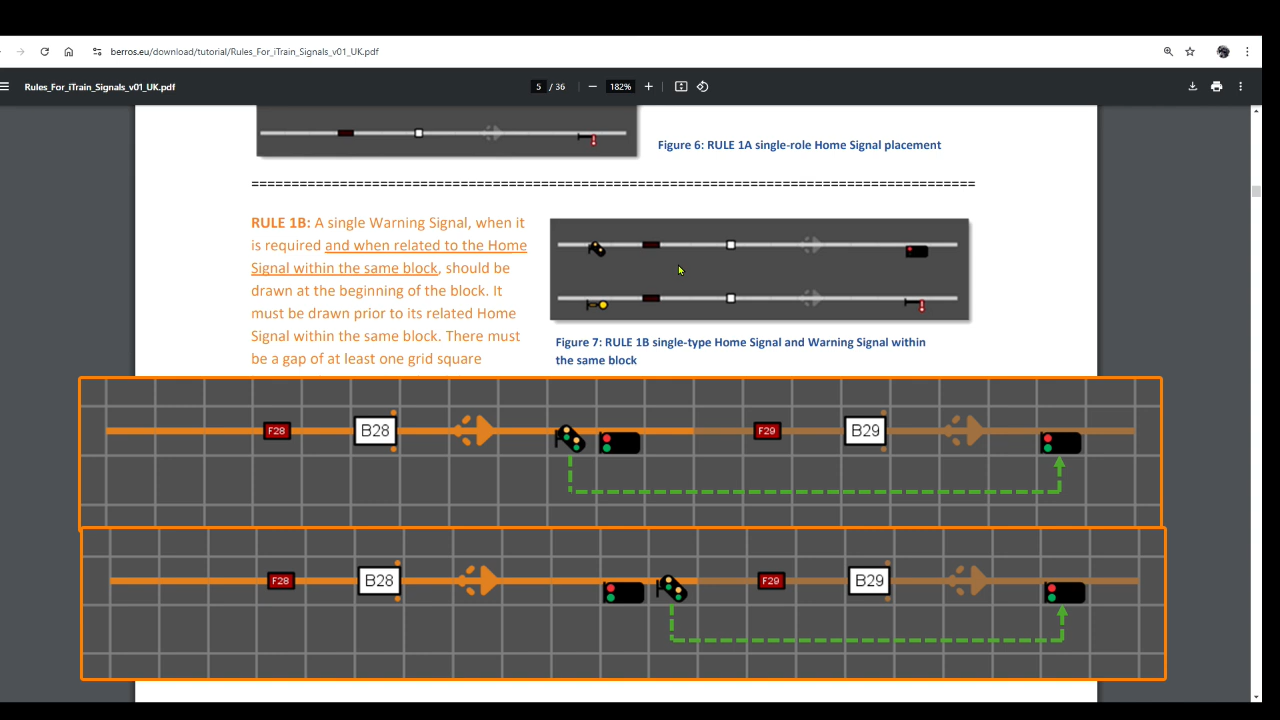 berros.eu/download/tutorial/Rules_For_iTrain_Signals_v01_UK.pdf
Rules_For_iTrain_Signals_v01_UK.pdf
5 / 36
182%
Figure 6: RULE 1A single-role Home Signal placement
==========================================================================================
RULE 1B: A single Warning Signal, when it
is required and when related to the Home
Signal within the same block, should be
drawn at the beginning of the block. It
must be drawn prior to its related Home
Signal within the same block. There must
be a gap of at least one grid square
Figure 7: RULE 1B single-type Home Signal and Warning Signal within
the same block
F28 B28 F29 B29
F28 B28 F29 B29